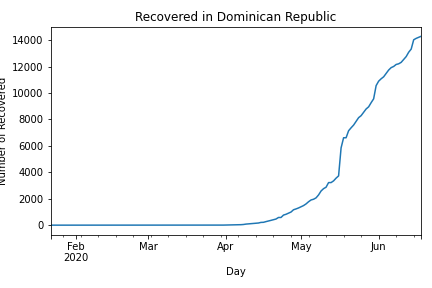 Recovered in Dominican Republic
14000
12000
10000
8000
6000
4000
2000
0
Number of Recovered
Feb
2020
Mar
Apr
May
Jun
Day